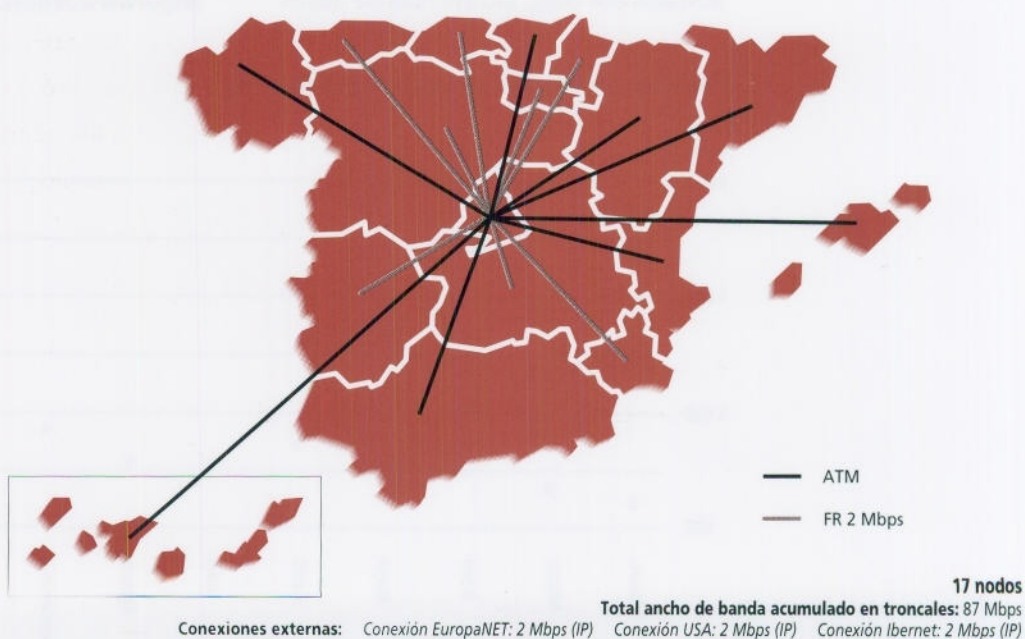 ATM
FR 2 Mbps
17 nodos
Total ancho de banda acumulado en troncales: 87 Mbps
Conexiones externas: Conexión EuropaNET: 2 Mbps (IP) Conexión USA: 2 Mbps (IP) Conexión Ibernet: 2 Mbps (IP)